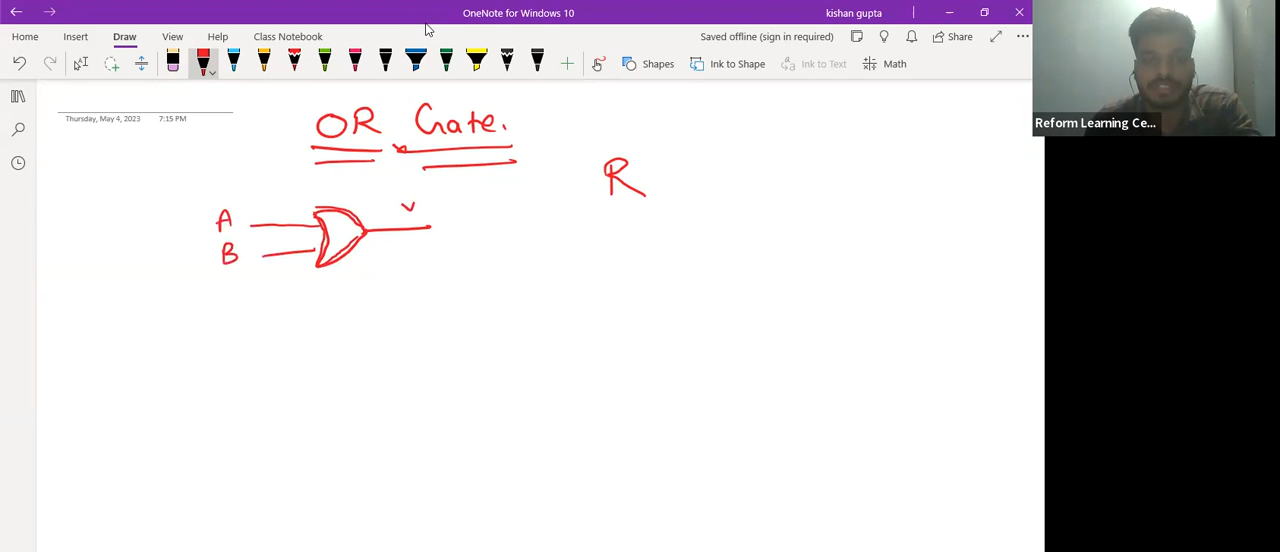 OneNote for Windows 10
kishan gupta
Home Insert Draw View Help Class Notebook
Saved offline (sign in required)
Share
Shapes
Ink to Shape
Ink to Text
Math
Thursday, May 4, 2023 7:15 PM
OR Gate.
R
A
B
Reform Learning Ce...